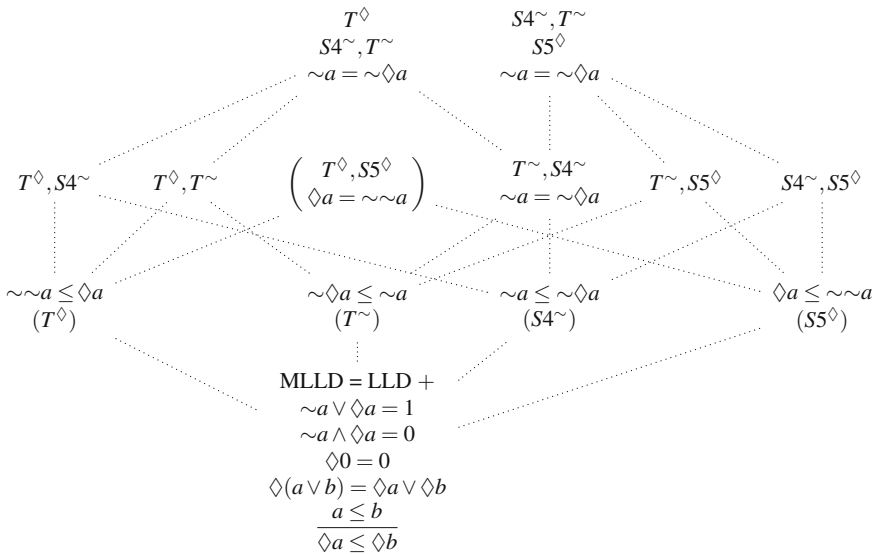 T◊
S4∼, T∼
∼a = ∼◊a
S4∼, T∼
S5◊
∼a = ∼◊a
T◊, S4∼
T◊, T∼
( T◊, S5◊
◊a = ∼∼a )
T∼, S4∼
∼a = ∼◊a
T∼, S5◊
S4∼, S5◊
∼∼a ≤ ◊a
(T◊)
∼◊a ≤ ∼a
(T∼)
∼a ≤ ∼◊a
(S4∼)
◊a ≤ ∼∼a
(S5◊)
MLLD = LLD +
∼a ∨ ◊a = 1
∼a ∧ ◊a = 0
◊0 = 0
◊(a ∨ b) = ◊a ∨ ◊b
a ≤ b
◊a ≤ ◊b